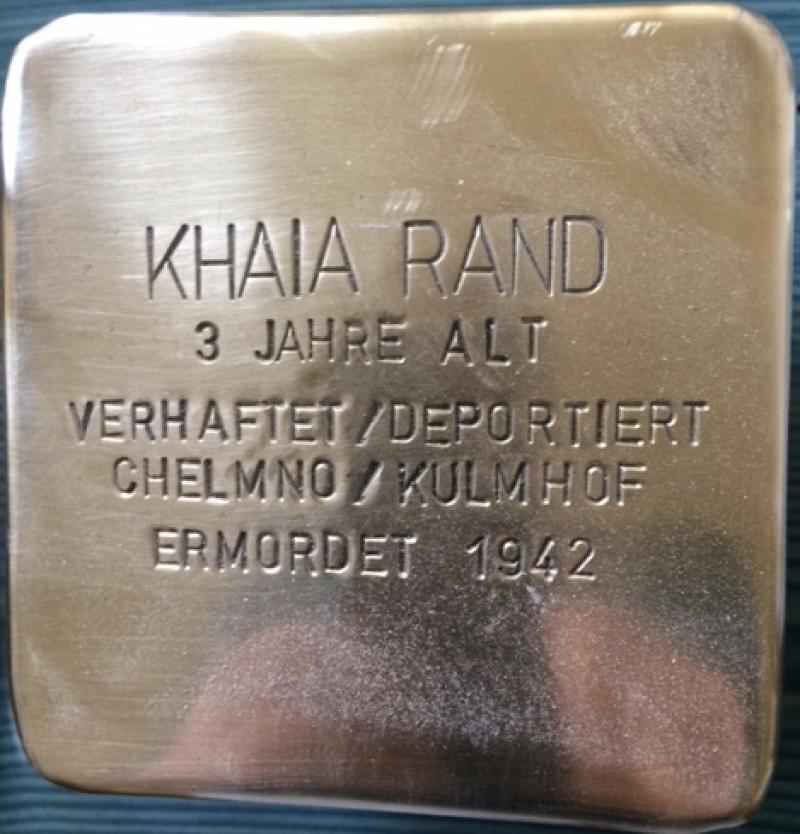 KHAIA RAND
3 JAHRE ALT
VERHAFTET/DEPORTIERT
CHELMNO/KULMHOF
ERMORDET 1942